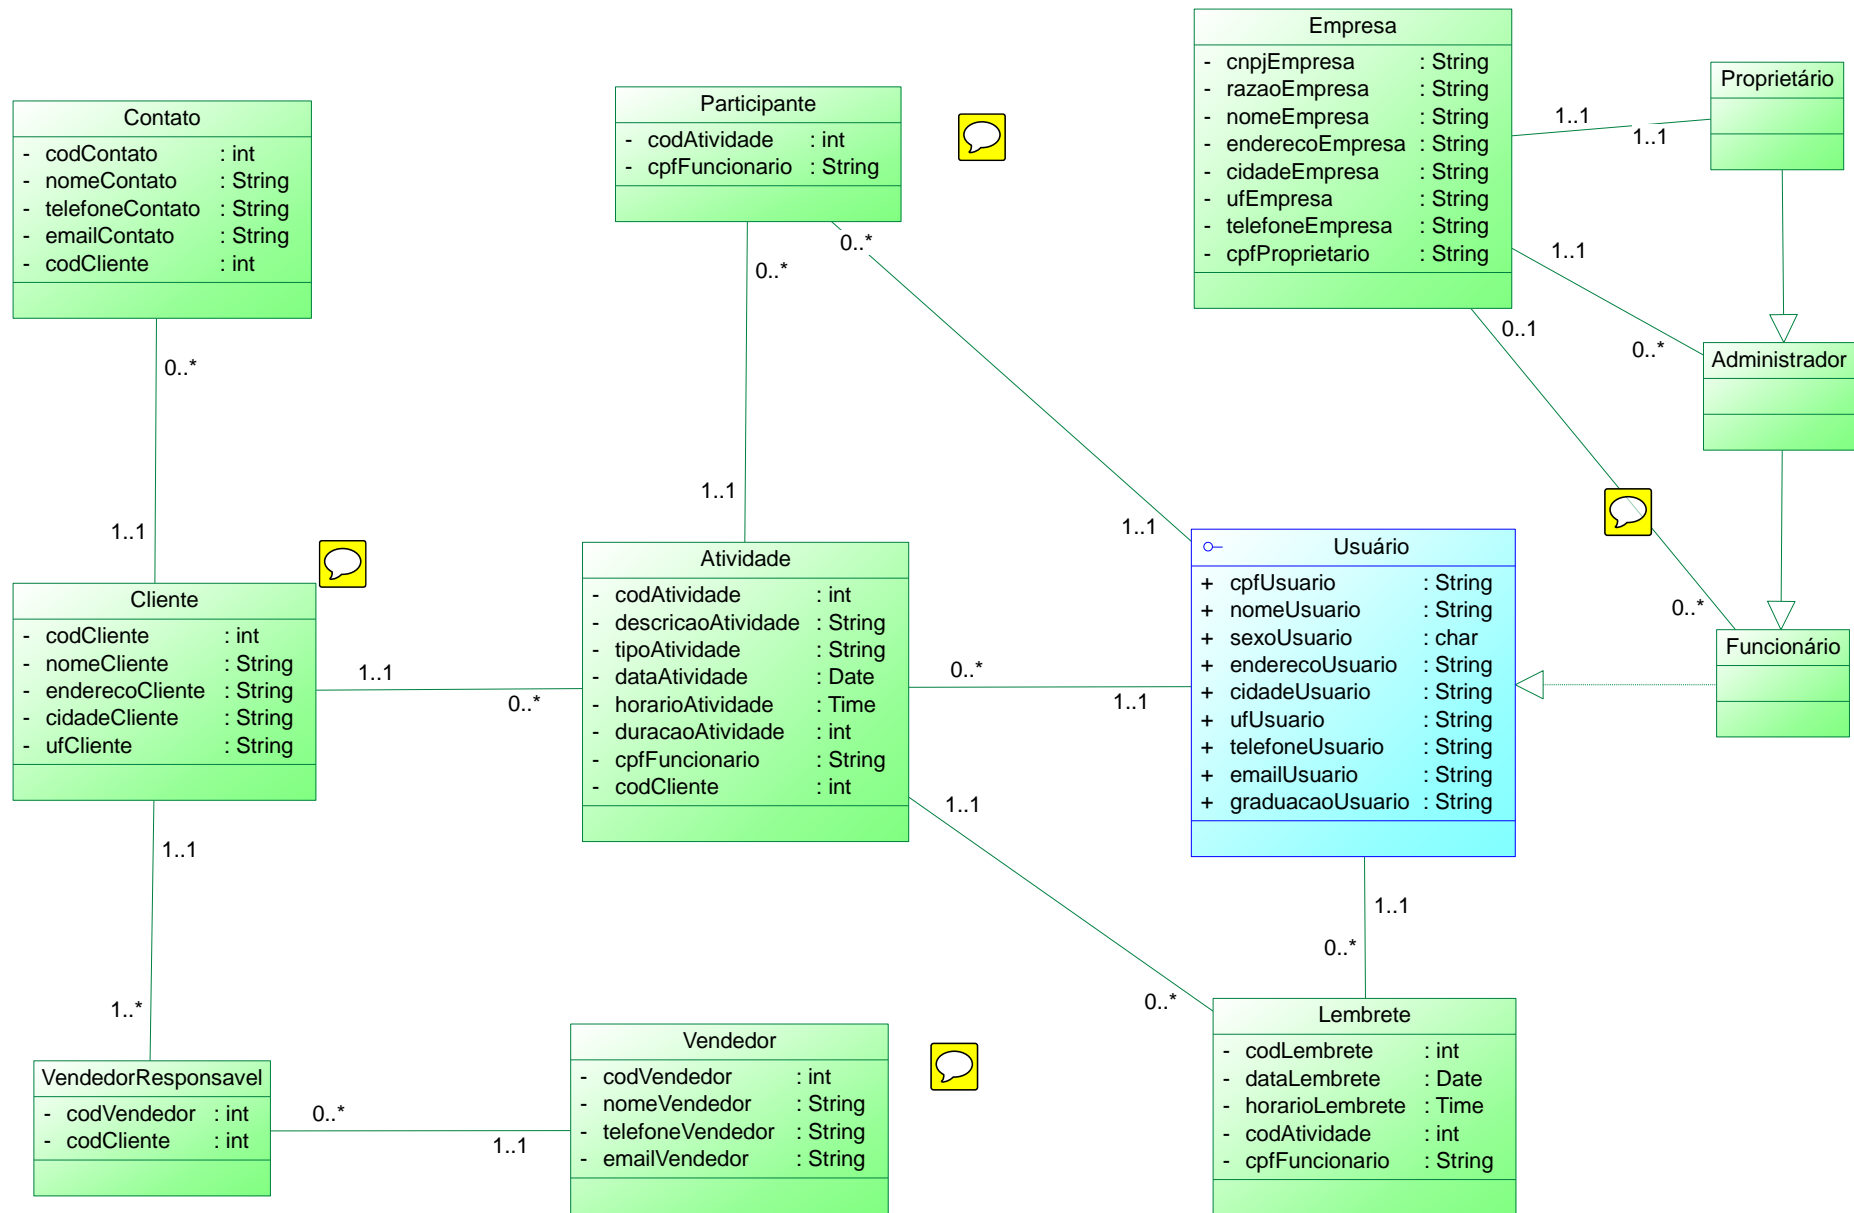 Empresa
- cnpjEmpresa : String
- razaoEmpresa : String
- nomeEmpresa : String
- enderecoEmpresa : String
- cidadeEmpresa : String
- ufEmpresa : String
- telefoneEmpresa : String
- cpfProprietario : String
Proprietário
1..1
1..1
Participante
- codAtividade : int
- cpfFuncionario : String
Contato
- codContato : int
- nomeContato : String
- telefoneContato : String
- emailContato : String
- codCliente : int
0..*
0..*
1..1
0..1
0..*
Administrador
0..*
1..1
1..1
1..1
Cliente
- codCliente : int
- nomeCliente : String
- enderecoCliente : String
- cidadeCliente : String
- ufCliente : String
1..1
0..*
Atividade
- codAtividade : int
- descricaoAtividade : String
- tipoAtividade : String
- dataAtividade : Date
- horarioAtividade : Time
- duracaoAtividade : int
- cpfFuncionario : String
- codCliente : int
0..*
1..1
Usuário
+ cpfUsuario : String
+ nomeUsuario : String
+ sexoUsuario : char
+ enderecoUsuario : String
+ cidadeUsuario : String
+ ufUsuario : String
+ telefoneUsuario : String
+ emailUsuario : String
+ graduacaoUsuario : String
0..*
Funcionário
1..1
1..1
1..1
0..*
0..*
1..*
VendedorResponsavel
- codVendedor : int
- codCliente : int
0..*
1..1
Vendedor
- codVendedor : int
- nomeVendedor : String
- telefoneVendedor : String
- emailVendedor : String
Lembrete
- codLembrete : int
- dataLembrete : Date
- horarioLembrete : Time
- codAtividade : int
- cpfFuncionario : String